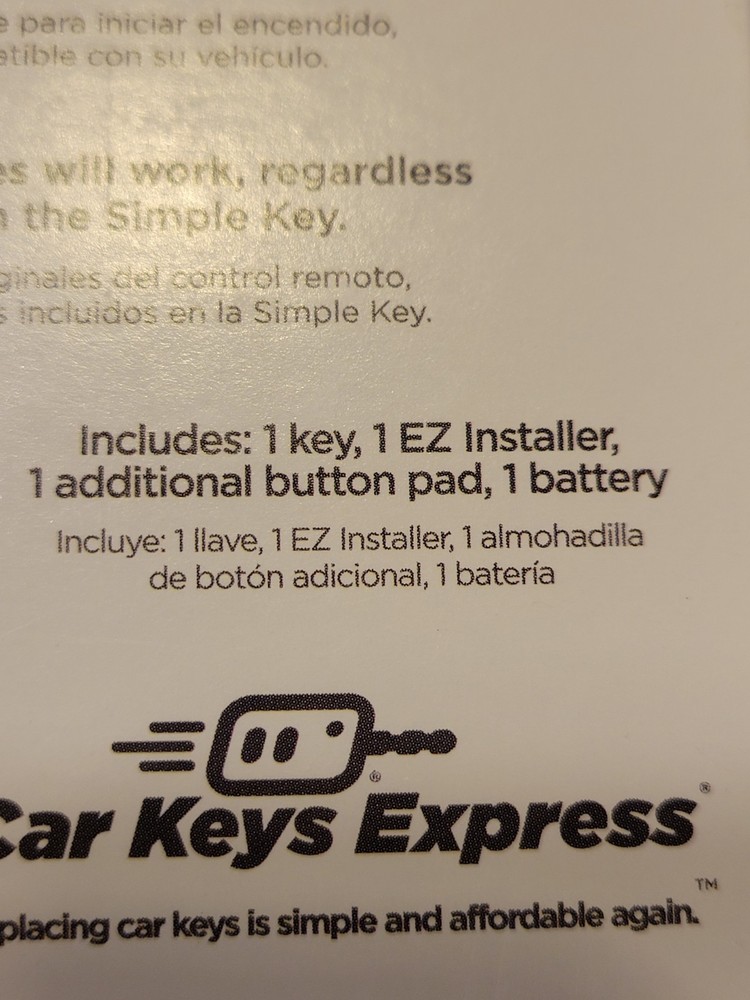 para iniciar el encendido,
con su vehículo.
will work, regardless
the Simple Key.
del control remoto,
incluidos en la Simple Key.
Includes: 1 key, 1 EZ Installer,
1 additional button pad, 1 battery
Incluye: 1 llave, 1 EZ Installer, 1 almohadilla
de botón adicional, 1 batería
®
Car Keys Express®
™
placing car keys is simple and affordable again.